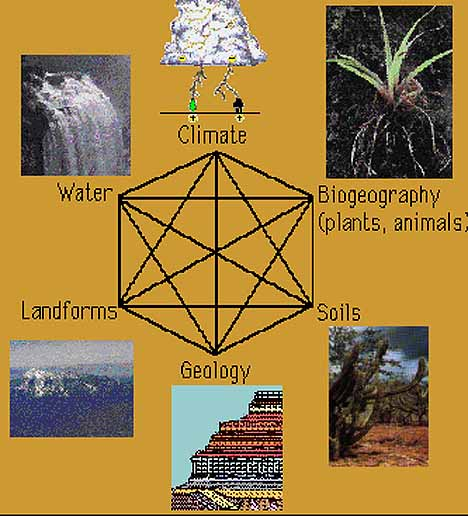 Climate
Water
Biogeography
(plants, animals)
Landforms
Soils
Geology